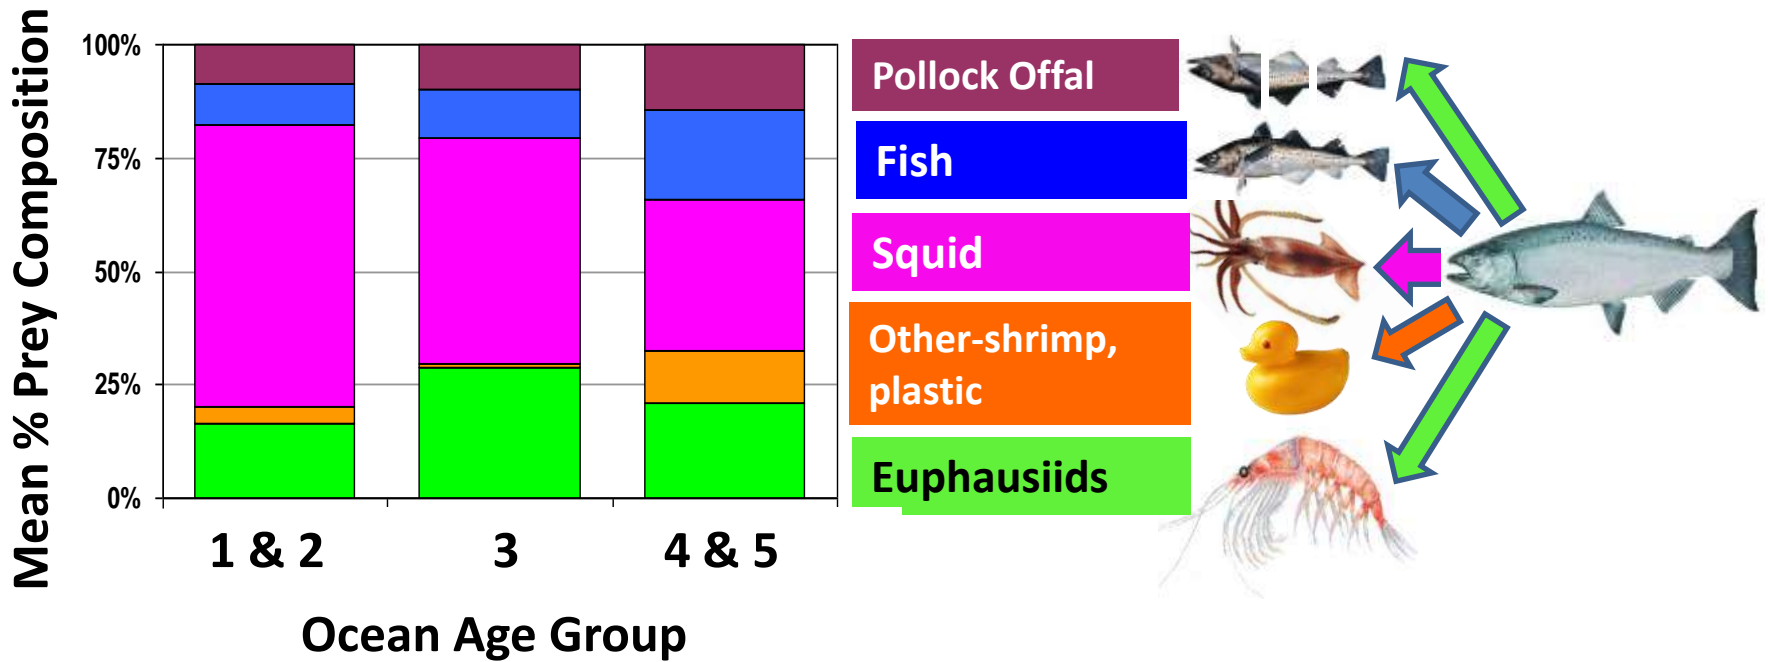 Mean % Prey Composition
100%
75%
50%
25%
0%
1 & 2
3
4 & 5
Ocean Age Group
Pollock Offal
Fish
Squid
Other-shrimp,
plastic
Euphausiids